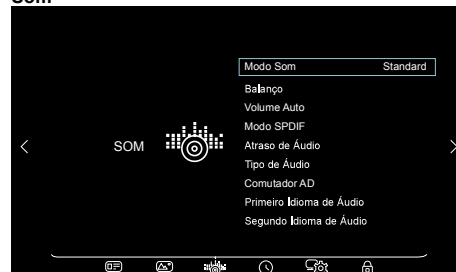 Som
Modo Som Standard
Balanço
Volume Auto
Modo SPDIF
SOM
Atraso de Áudio
Tipo de Áudio
Comutador AD
Primeiro Idioma de Áudio
Segundo Idioma de Áudio